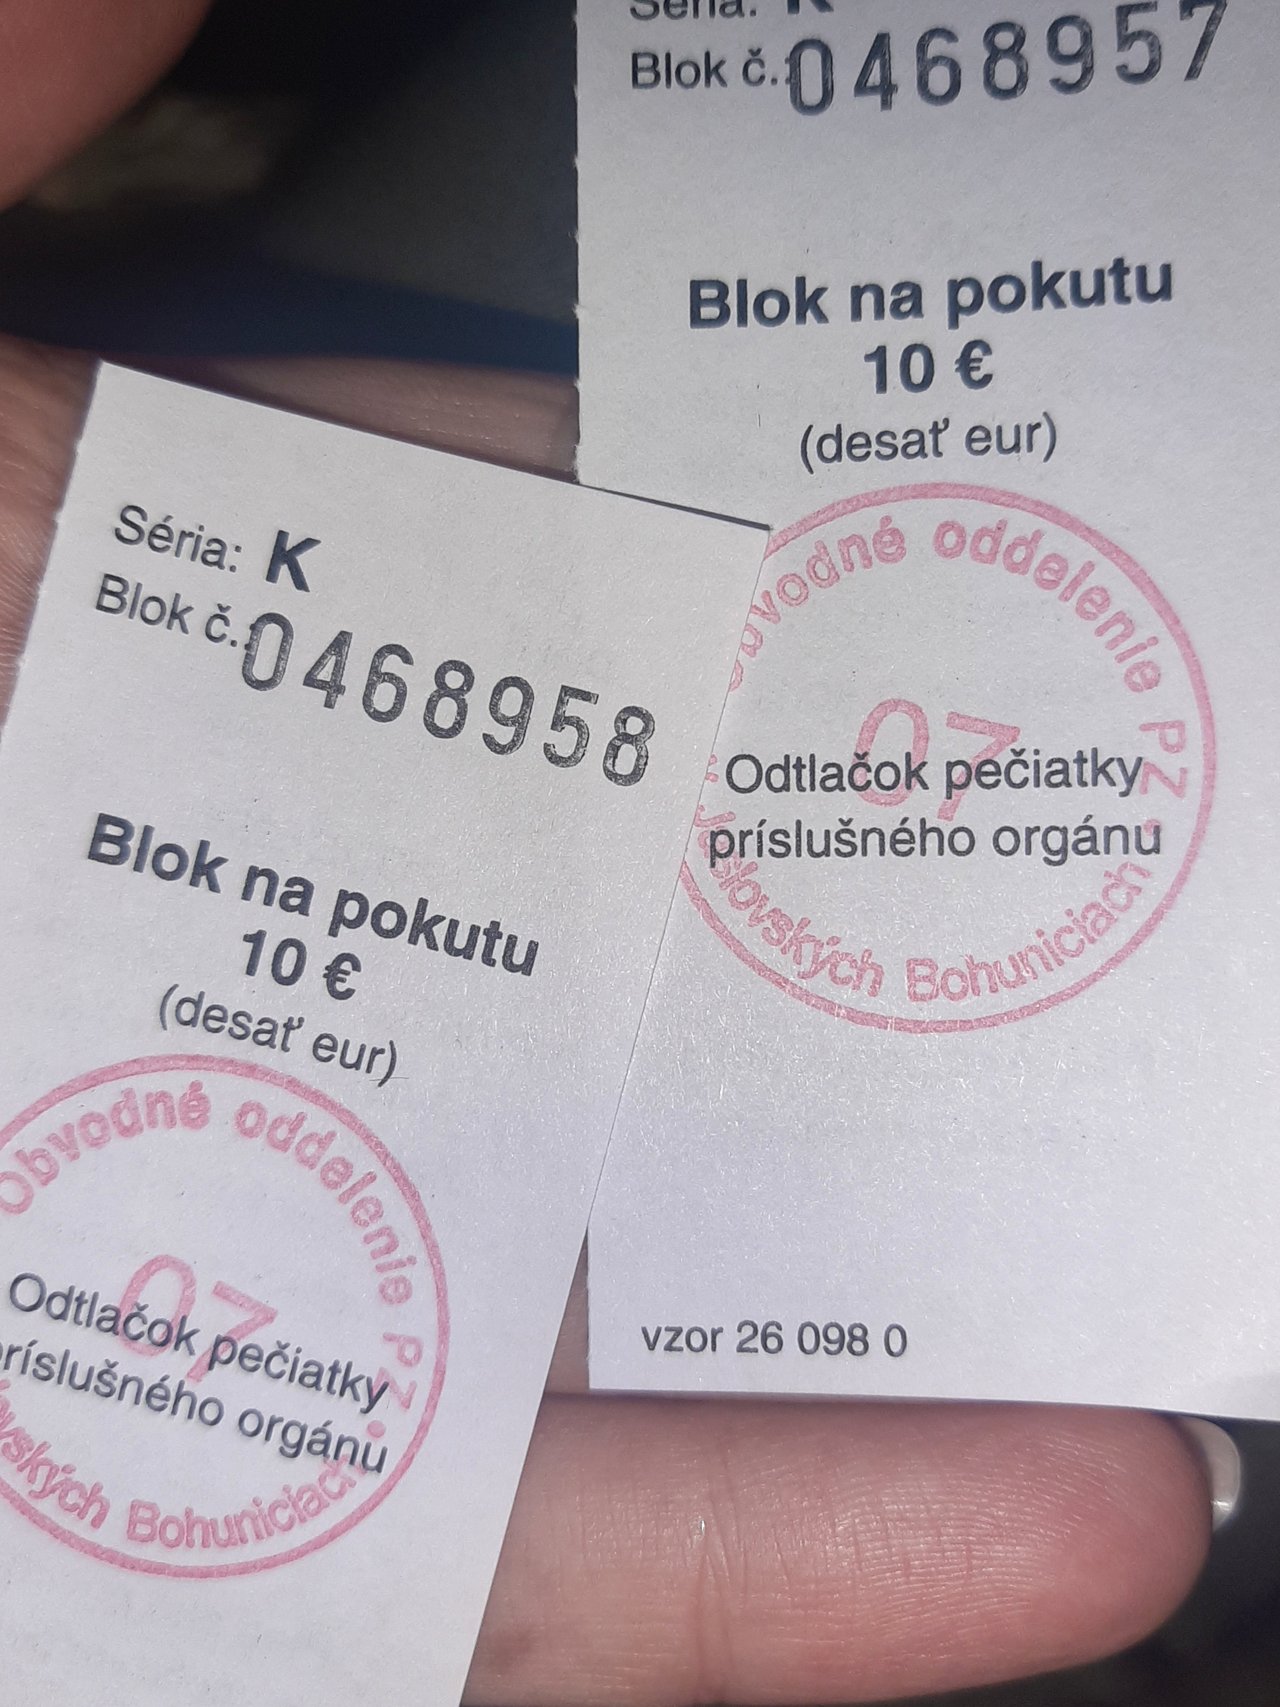 Séria: K
Blok č. 0468957
Blok na pokutu
10 €
(desať eur)
Obvodné oddelenie PZ
07
Odtlačok pečiatky
príslušného orgánu
Jaslovských Bohuniciach
vzor 26 098 0
Séria: K
Blok č. 0468958
Blok na pokutu
10 €
(desať eur)
Obvodné oddelenie PZ
07
Odtlačok pečiatky
príslušného orgánu
Bohuniciach